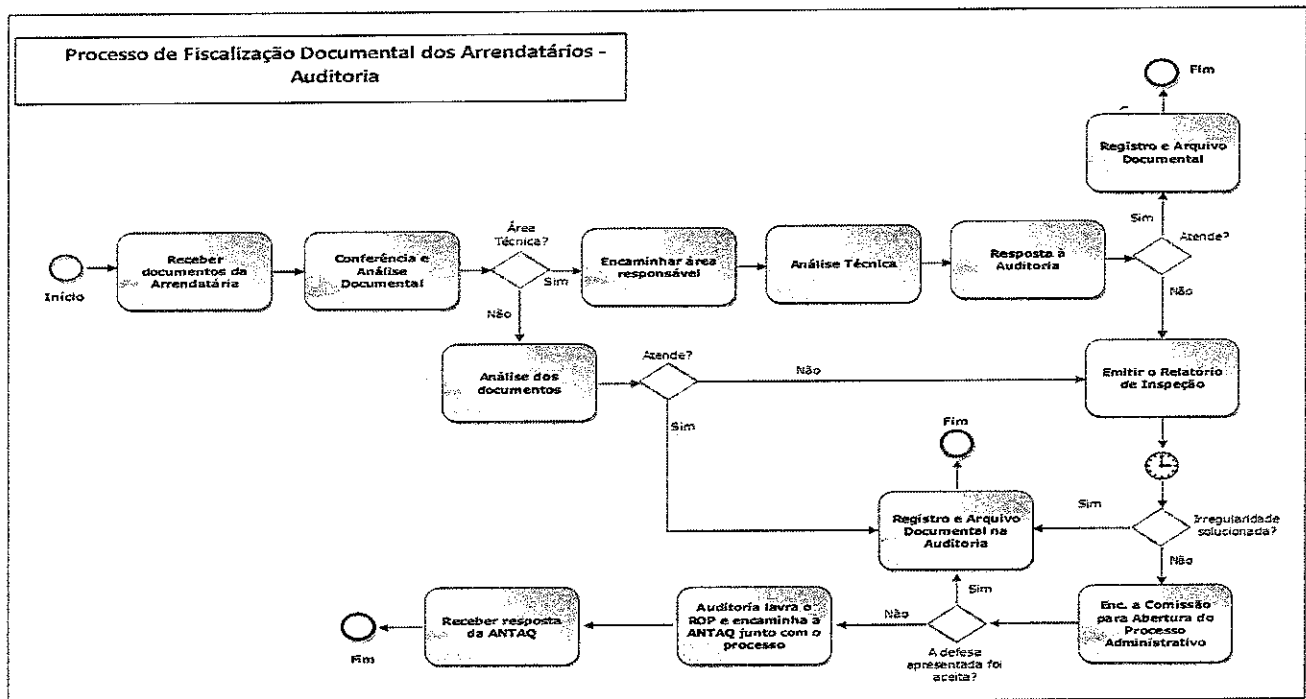 Processo de Fiscalização Documental dos Arrendatários -
Auditoria
Fim
Registro e Arquivo
Documental
Sim
Atende?
Não
Início
Receber
documentos da
Arrendatária
Conferência e
Análise
Documental
Área
Técnica?
Sim
Não
Encaminhar área
responsável
Análise Técnica
Resposta à
Auditoria
Análise dos
documentos
Atende?
Não
Sim
Emitir o Relatório
de Inspeção
Fim
Registro e Arquivo
Documental na
Auditoria
Sim
Irregularidade
solucionada?
Não
Enc. a Comissão
para Abertura do
Processo
Administrativo
Sim
Não
A defesa
apresentada foi
aceita?
Auditoria lavra o
ROP e encaminha a
ANTAQ junto com o
processo
Receber resposta
da ANTAQ
Fim